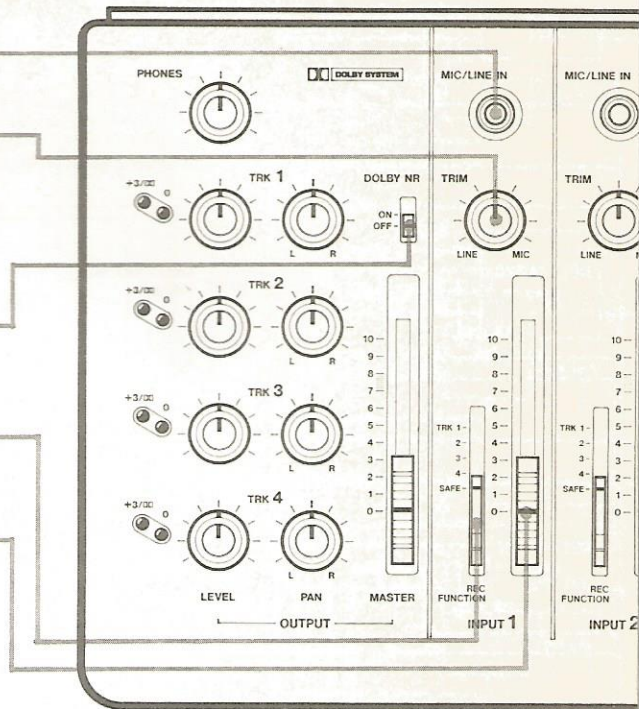 PHONES
DOLBY SYSTEM
TRK 1
DOLBY NR
+3/
0
ON
OFF
L R
TRK 2
+3/
0
L R
TRK 3
+3/
0
L R
TRK 4
+3/
0
L R
10
9
8
7
6
5
4
3
2
1
0
LEVEL PAN MASTER
OUTPUT
MIC/LINE IN
TRIM
LINE MIC
10
9
8
7
6
5
4
3
2
1
0
TRK 1
2
3
4
SAFE
REC
FUNCTION
INPUT 1
MIC/LINE IN
TRIM
LINE
10
9
8
7
6
5
4
3
2
1
0
TRK 1
2
3
4
SAFE
REC
FUNCTION
INPUT 2